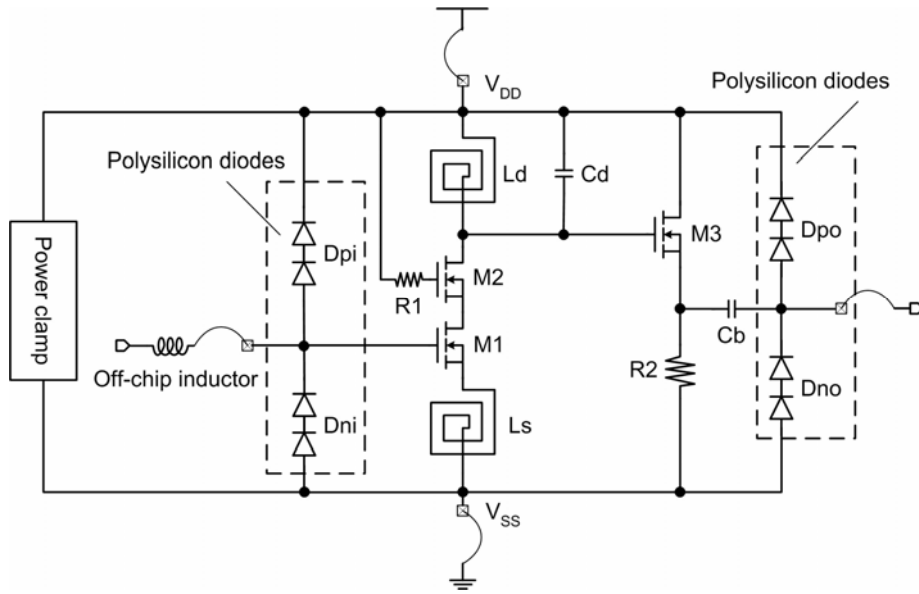 V_DD
Polysilicon diodes
Polysilicon diodes
Ld
Cd
Dpi
M3
Dpo
Power clamp
R1
M2
M1
Cb
Off-chip inductor
R2
Dni
Ls
Dno
V_SS